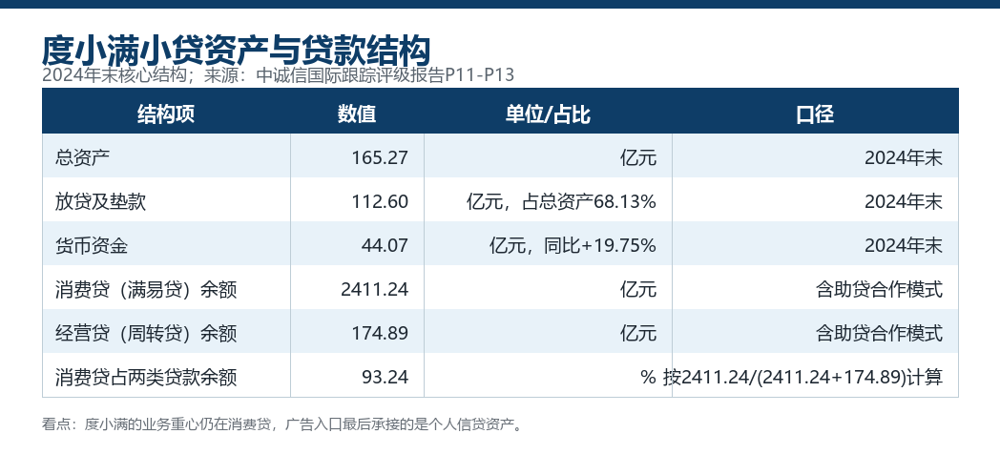 度小满小贷资产与贷款结构
2024年末核心结构；来源：中诚信国际跟踪评级报告P11-P13
结构项 数值 单位/占比 口径
总资产 165.27 亿元 2024年末
放贷及垫款 112.60 亿元，占总资产68.13% 2024年末
货币资金 44.07 亿元，同比+19.75% 2024年末
消费贷（满易贷）余额 2411.24 亿元 含助贷合作模式
经营贷（周转贷）余额 174.89 亿元 含助贷合作模式
消费贷占两类贷款余额 93.24 % 按2411.24/(2411.24+174.89)计算
看点：度小满的业务重心仍在消费贷，广告入口最后承接的是个人信贷资产。